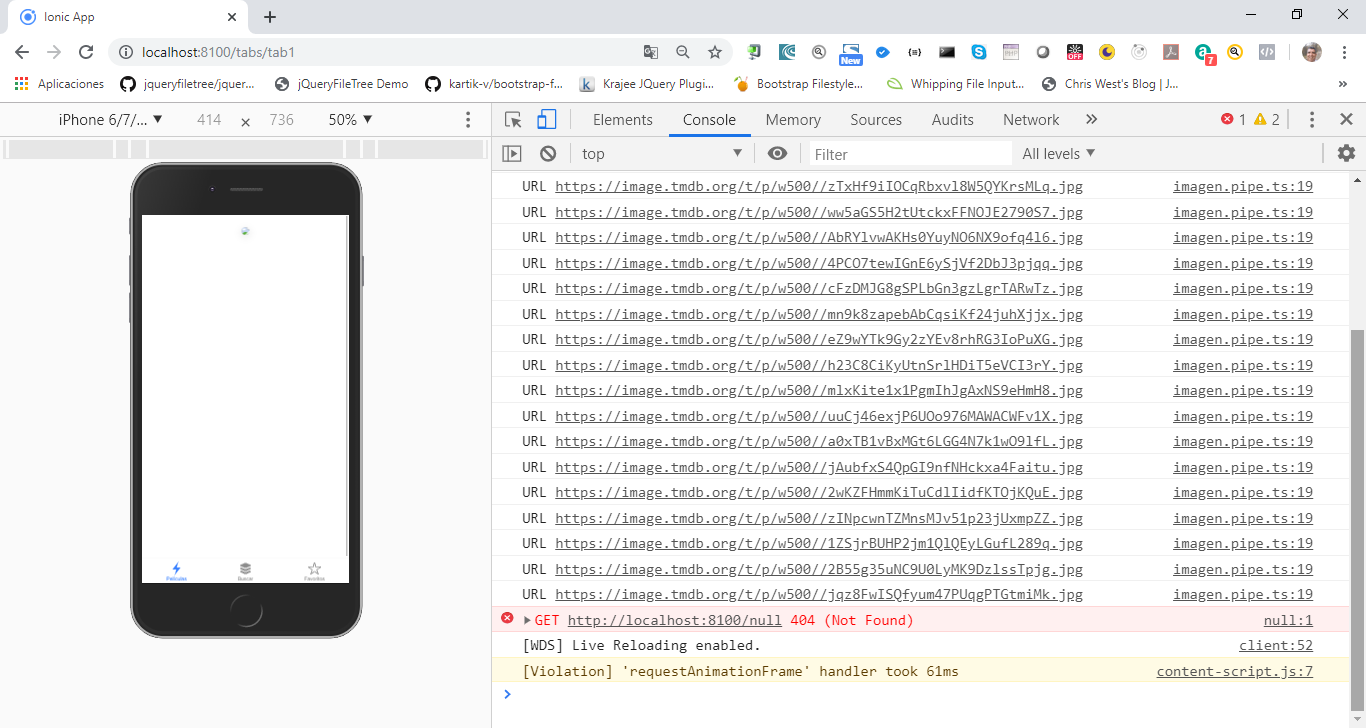 Ionic App
localhost:8100/tabs/tab1
New
OFF
7
Aplicaciones
jqueryfiletree/jquer...
jQueryFileTree Demo
kartik-v/bootstrap-f...
Krajee JQuery Plugi...
Bootstrap Filestyle...
Whipping File Input...
Chris West's Blog | J...
iPhone 6/7/... ▼ 414 × 736 50% ▼
Elements Console Memory Sources Audits Network » 1 2
top ▼ Filter All levels ▼
URL https://image.tmdb.org/t/p/w500//zTxHf9iIOCqRbxvl8W5QYKrsMLq.jpg imagen.pipe.ts:19
URL https://image.tmdb.org/t/p/w500//ww5aGS5H2tUtckxFFNOJE2790S7.jpg imagen.pipe.ts:19
URL https://image.tmdb.org/t/p/w500//AbRYlvwAKHs0YuyNO6NX9ofq4l6.jpg imagen.pipe.ts:19
URL https://image.tmdb.org/t/p/w500//4PCO7tewIGnE6ySjVf2DbJ3pjqq.jpg imagen.pipe.ts:19
URL https://image.tmdb.org/t/p/w500//cFzDMJG8gSPLbGn3gzLgrTARwTz.jpg imagen.pipe.ts:19
URL https://image.tmdb.org/t/p/w500//mn9k8zapebAbCqsiKf24juhXjjx.jpg imagen.pipe.ts:19
URL https://image.tmdb.org/t/p/w500//eZ9wYTk9Gy2zYEv8rhRG3IoPuXG.jpg imagen.pipe.ts:19
URL https://image.tmdb.org/t/p/w500//h23C8CiKyUtnSrlHDiT5eVCI3rY.jpg imagen.pipe.ts:19
URL https://image.tmdb.org/t/p/w500//mlxKite1x1PgmIhJgAxNS9eHmH8.jpg imagen.pipe.ts:19
URL https://image.tmdb.org/t/p/w500//uuCj46exjP6UOo976MAWACWFv1X.jpg imagen.pipe.ts:19
URL https://image.tmdb.org/t/p/w500//a0xTB1vBxMGt6LGG4N7k1wO9lfL.jpg imagen.pipe.ts:19
URL https://image.tmdb.org/t/p/w500//jAubfxS4QpGI9nfNHckxa4Faitu.jpg imagen.pipe.ts:19
URL https://image.tmdb.org/t/p/w500//2wKZFHmmKiTuCdlIidfKTOjKQuE.jpg imagen.pipe.ts:19
URL https://image.tmdb.org/t/p/w500//zINpcwnTZMnsMJv51p23jUxmpZZ.jpg imagen.pipe.ts:19
URL https://image.tmdb.org/t/p/w500//1ZSjrBUHP2jm1QlQEyLGufL289q.jpg imagen.pipe.ts:19
URL https://image.tmdb.org/t/p/w500//2B55g35uNC9U0LyMK9Dz1ssTpjg.jpg imagen.pipe.ts:19
URL https://image.tmdb.org/t/p/w500//jqz8FwISQfyum47PUqgPTGtmiMk.jpg imagen.pipe.ts:19
GET http://localhost:8100/null 404 (Not Found) null:1
[WDS] Live Reloading enabled. client:52
[Violation] 'requestAnimationFrame' handler took 61ms content-script.js:7
Películas Buscar Favoritos